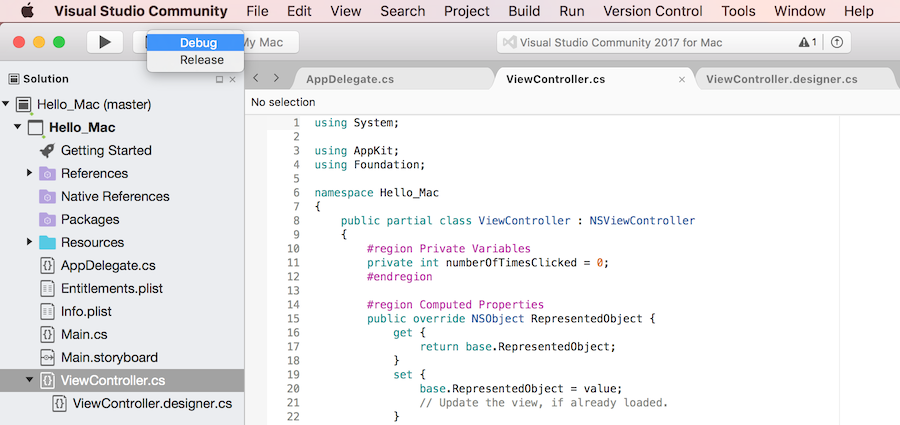 Visual Studio Community File Edit View Search Project Build Run Version Control Tools Window Help
Debug
Release
My Mac
Visual Studio Community 2017 for Mac
1
Solution
Hello_Mac (master)
Hello_Mac
Getting Started
References
Native References
Packages
Resources
AppDelegate.cs
Entitlements.plist
Info.plist
Main.cs
Main.storyboard
ViewController.cs
ViewController.designer.cs
AppDelegate.cs ViewController.cs ViewController.designer.cs
No selection
1 using System;
2
3 using AppKit;
4 using Foundation;
5
6 namespace Hello_Mac
7 {
8 public partial class ViewController : NSViewController
9 {
10 #region Private Variables
11 private int numberOfTimesClicked = 0;
12 #endregion
13
14 #region Computed Properties
15 public override NSObject RepresentedObject {
16 get {
17 return base.RepresentedObject;
18 }
19 set {
20 base.RepresentedObject = value;
21 // Update the view, if already loaded.
22 }